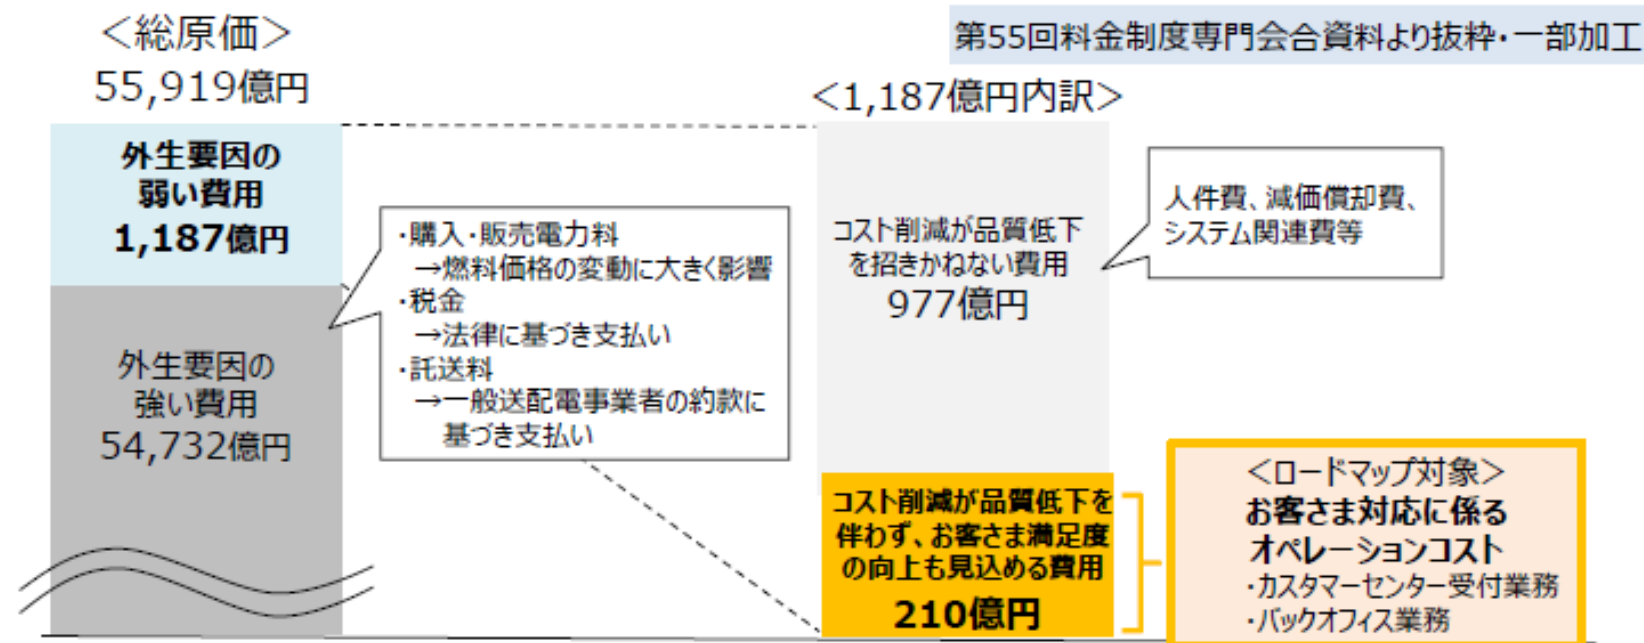 ＜総原価＞
55,919億円
第55回料金制度専門会合資料より抜粋・一部加工
＜1,187億円内訳＞
外生要因の
弱い費用
1,187億円
・購入・販売電力料
→燃料価格の変動に大きく影響
・税金
→法律に基づき支払い
・託送料
→一般送配電事業者の約款に
基づき支払い
外生要因の
強い費用
54,732億円
コスト削減が品質低下
を招きかねない費用
977億円
人件費、減価償却費、
システム関連費等
コスト削減が品質低下を
伴わず、お客さま満足度
の向上も見込める費用
210億円
＜ロードマップ対象＞
お客さま対応に係る
オペレーションコスト
・カスタマーセンター受付業務
・バックオフィス業務